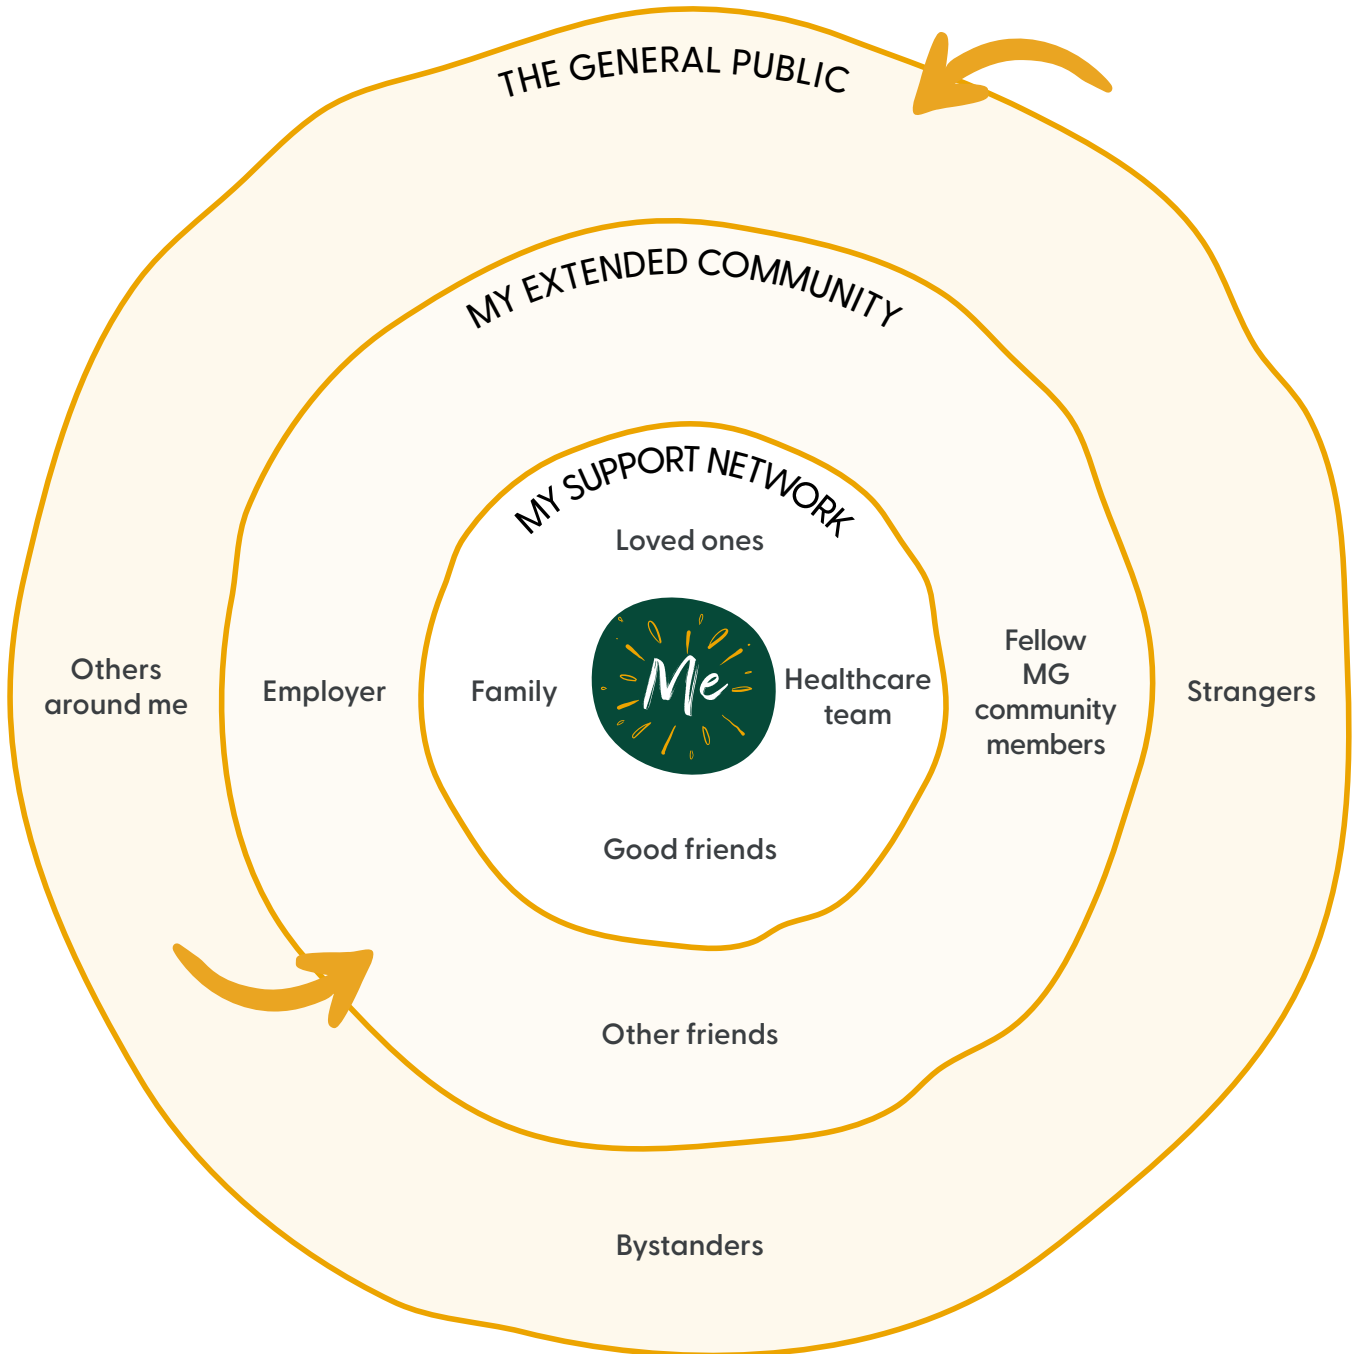 THE GENERAL PUBLIC
MY EXTENDED COMMUNITY
MY SUPPORT NETWORK
Loved ones
Others
around me
Employer
Family
Me
Healthcare
team
Fellow
MG
community
members
Strangers
Good friends
Other friends
Bystanders